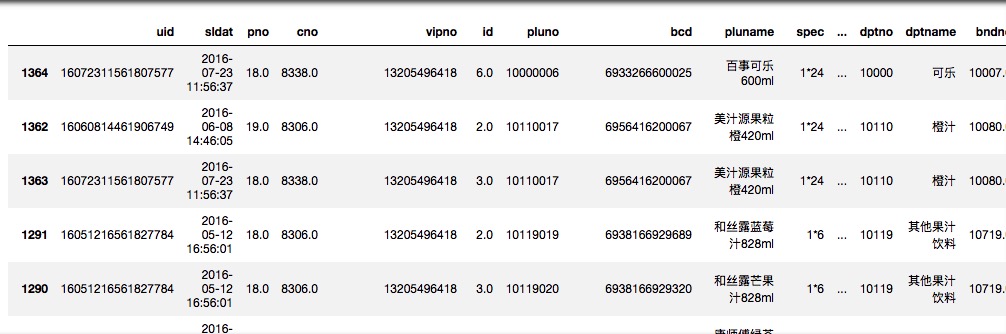 uid sldat pno cno vipno id pluno bcd pluname spec ... dptno dptname bndno
1364 16072311561807577 2016-07-23 11:56:37 18.0 8338.0 13205496418 6.0 10000006 6933266600025 百事可乐600ml 1*24 ... 10000 可乐 10007.
1362 16060814461906749 2016-06-08 14:46:05 19.0 8306.0 13205496418 2.0 10110017 6956416200067 美汁源果粒橙420ml 1*24 ... 10110 橙汁 10080.
1363 16072311561807577 2016-07-23 11:56:37 18.0 8338.0 13205496418 3.0 10110017 6956416200067 美汁源果粒橙420ml 1*24 ... 10110 橙汁 10080.
1291 16051216561827784 2016-05-12 16:56:01 18.0 8306.0 13205496418 2.0 10119019 6938166929689 和丝露蓝莓汁828ml 1*6 ... 10119 其他果汁饮料 10719.
1290 16051216561827784 2016-05-12 16:56:01 18.0 8306.0 13205496418 3.0 10119020 6938166929320 和丝露芒果汁828ml 1*6 ... 10119 其他果汁饮料 10719.
2016-